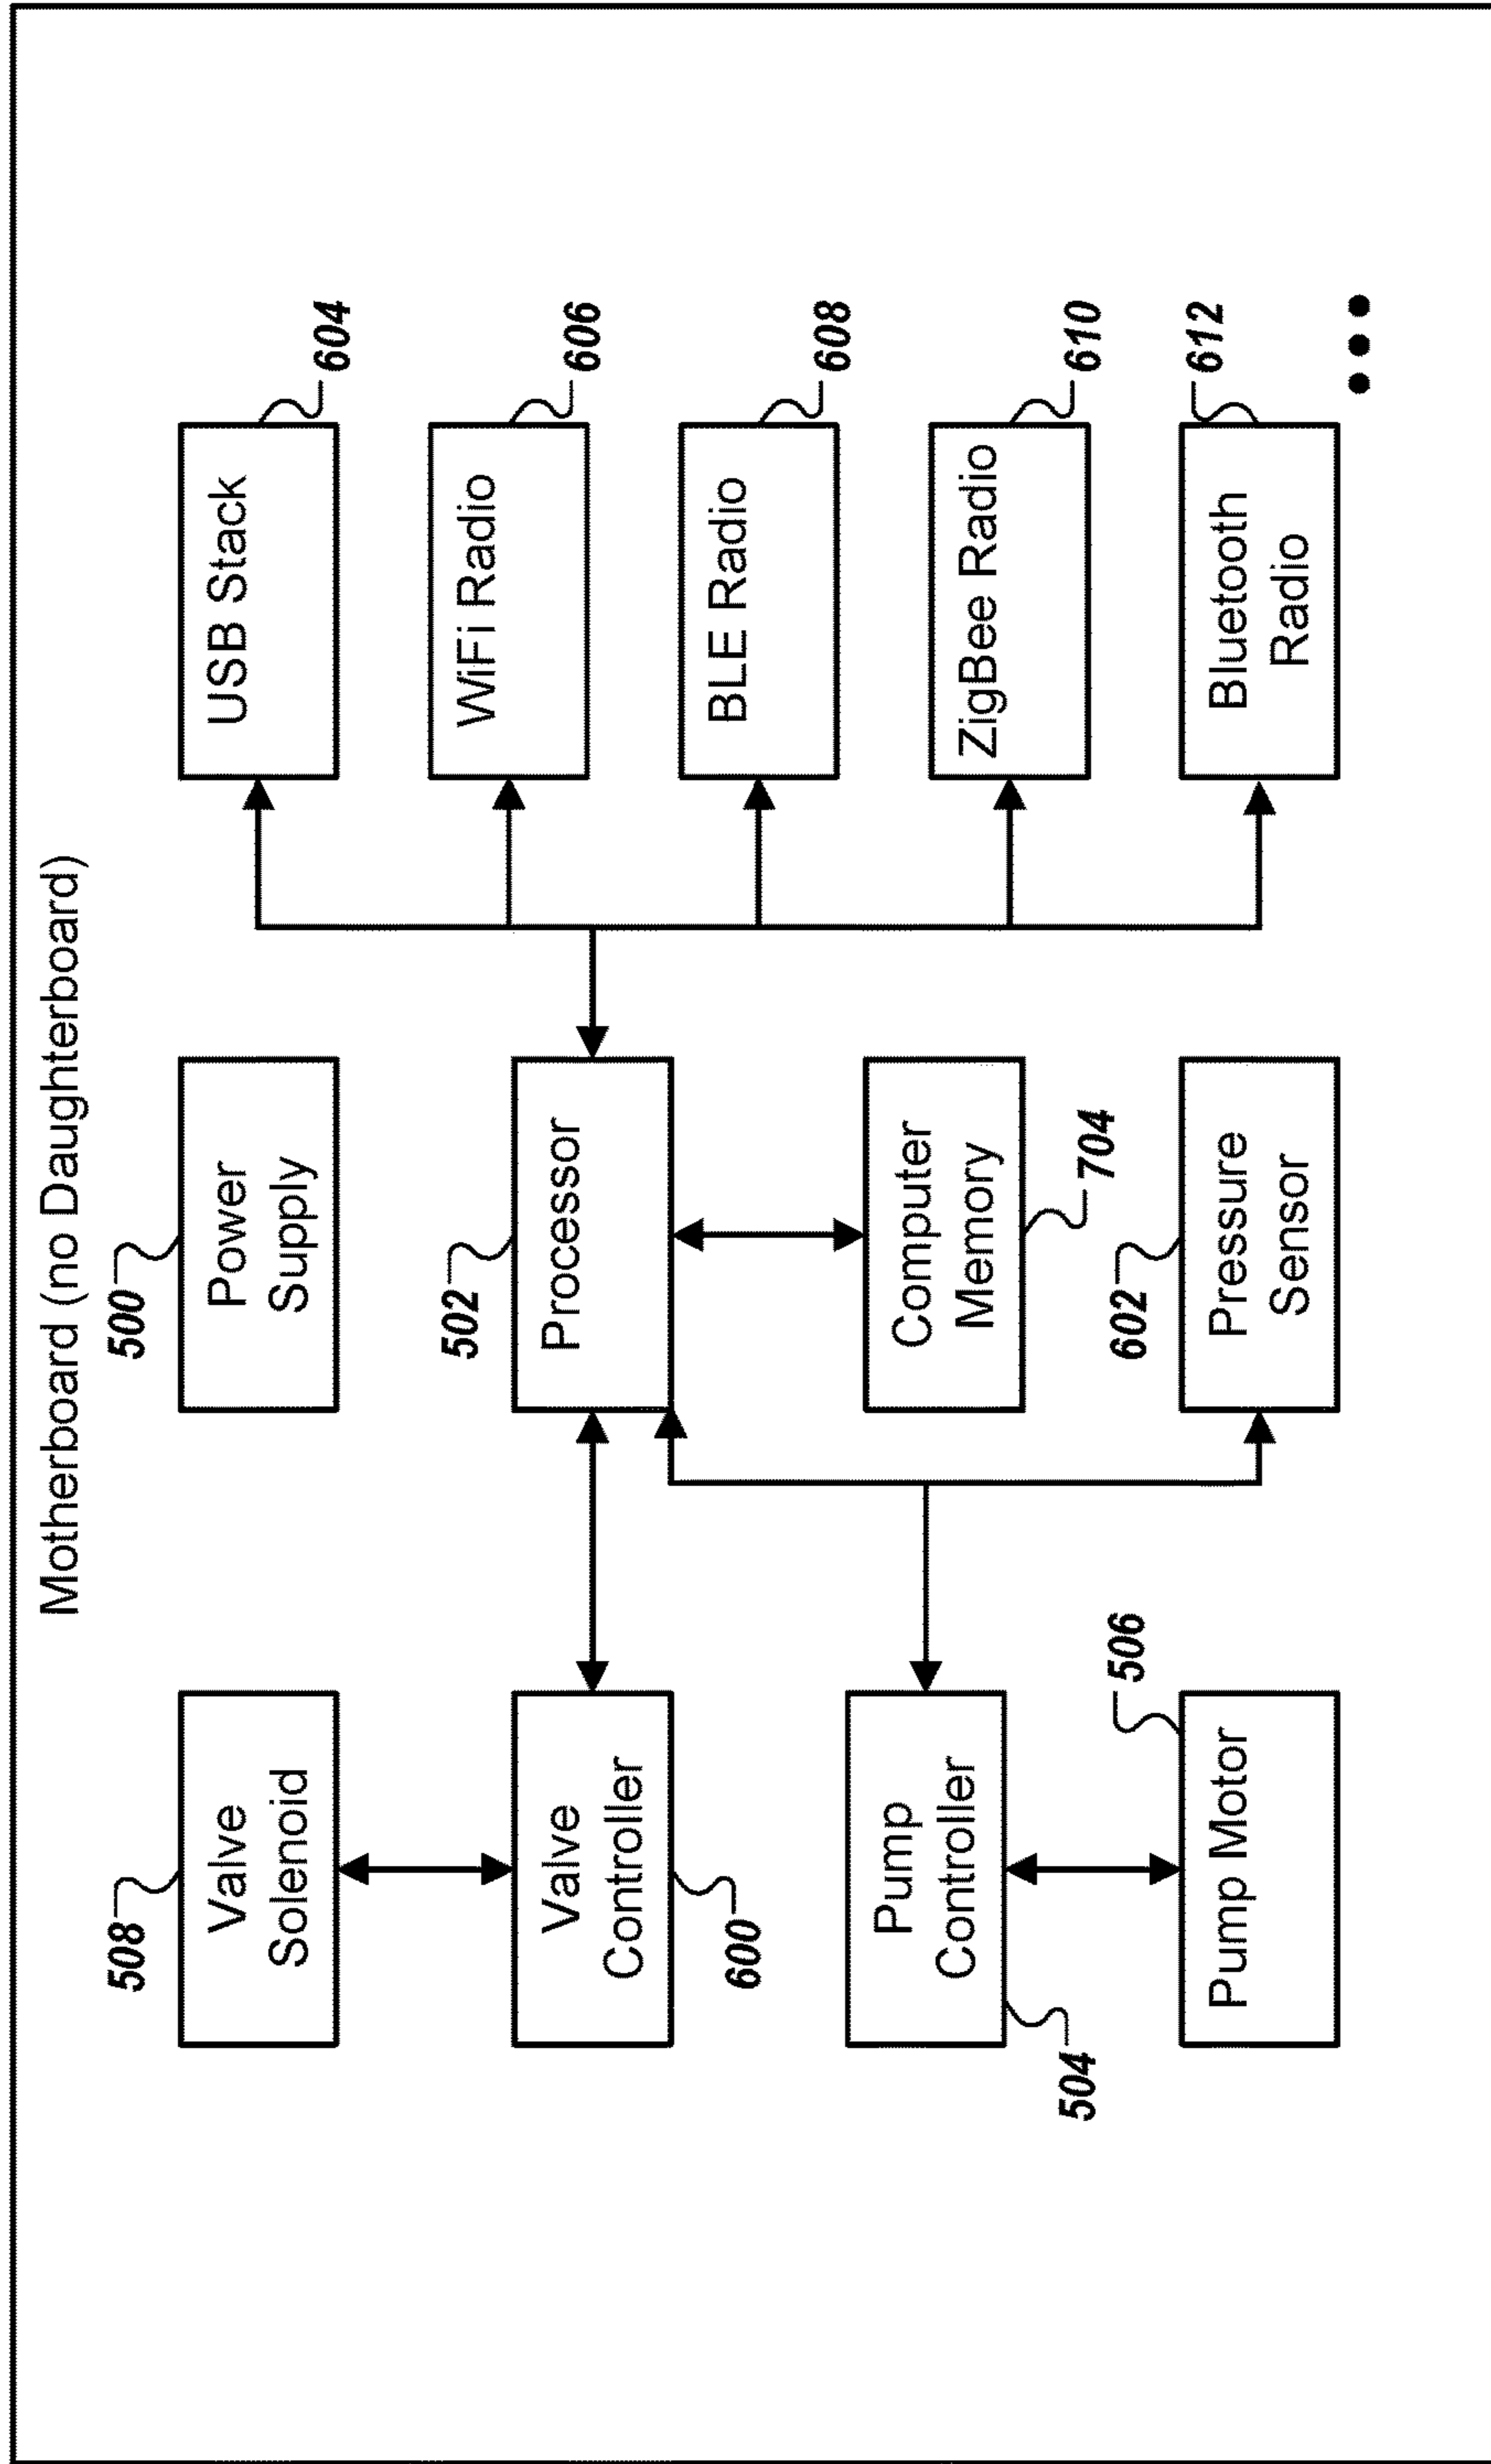 Motherboard (no Daughterboard)
508
Valve
Solenoid
500
Power
Supply
USB Stack
604
WiFi Radio
606
502
Processor
Valve
Controller
600
BLE Radio
608
Computer
Memory
704
Pump
Controller
504
ZigBee Radio
610
506
Pump Motor
602
Pressure
Sensor
Bluetooth
Radio
612